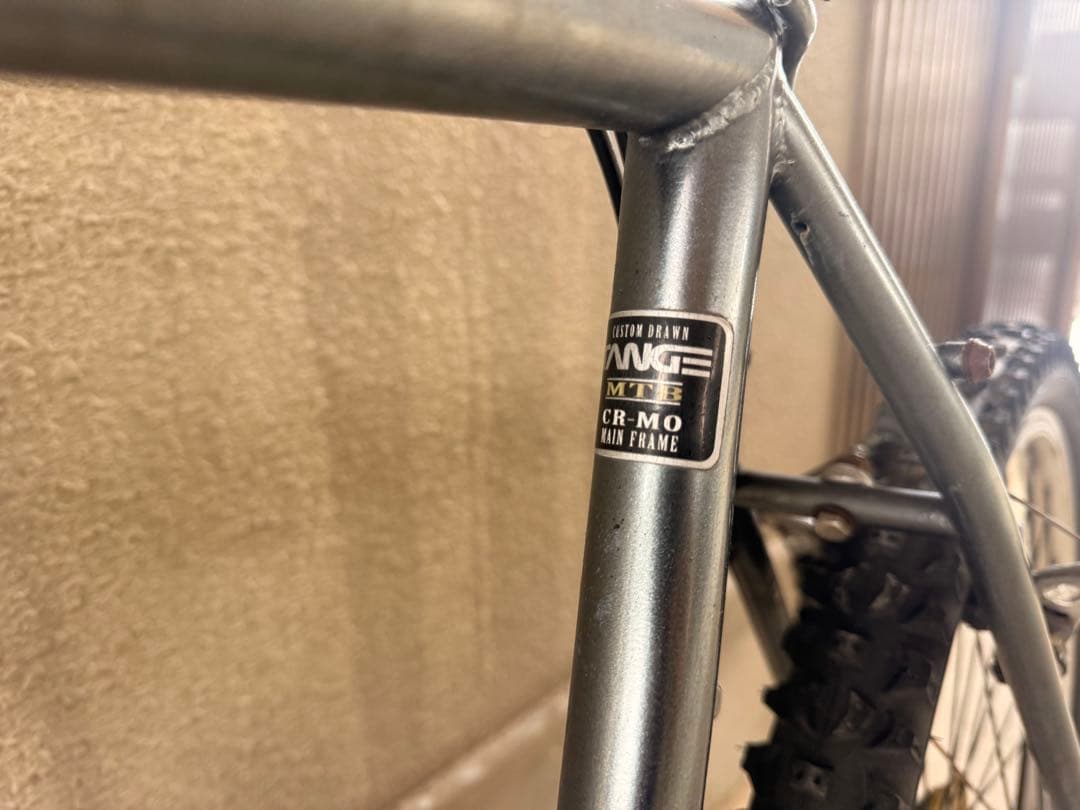 CUSTOM DRAWN
TANGE
MTB
CR-MO
MAIN FRAME